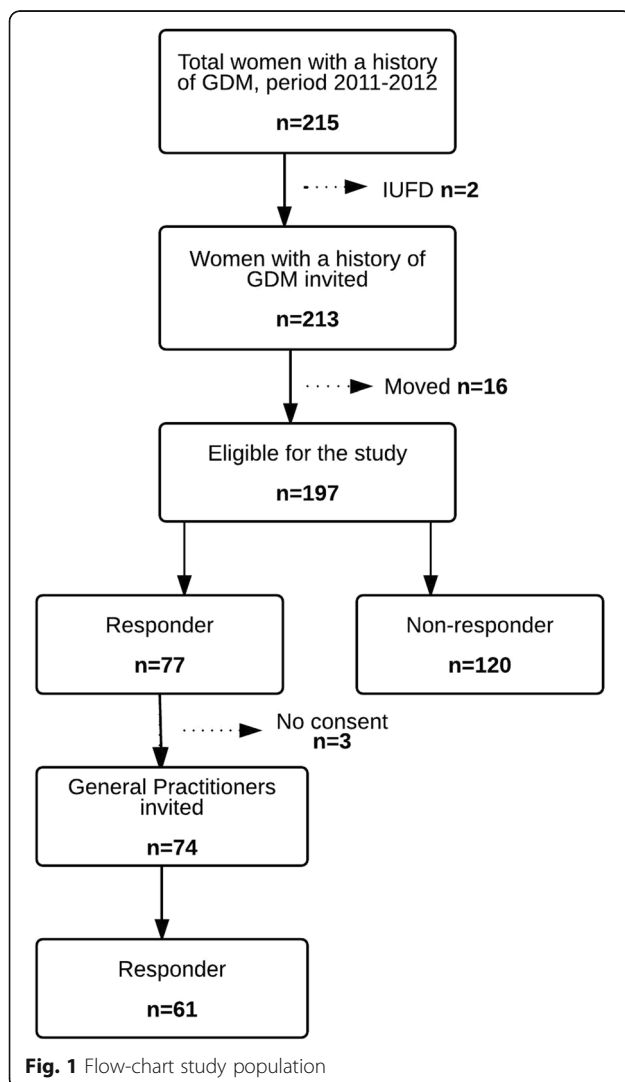 Total women with a history
of GDM, period 2011-2012
n=215
IUFD n=2
Women with a history of
GDM invited
n=213
Moved n=16
Eligible for the study
n=197
Responder
n=77
Non-responder
n=120
No consent
n=3
General Practitioners
invited
n=74
Responder
n=61
Fig. 1 Flow-chart study population